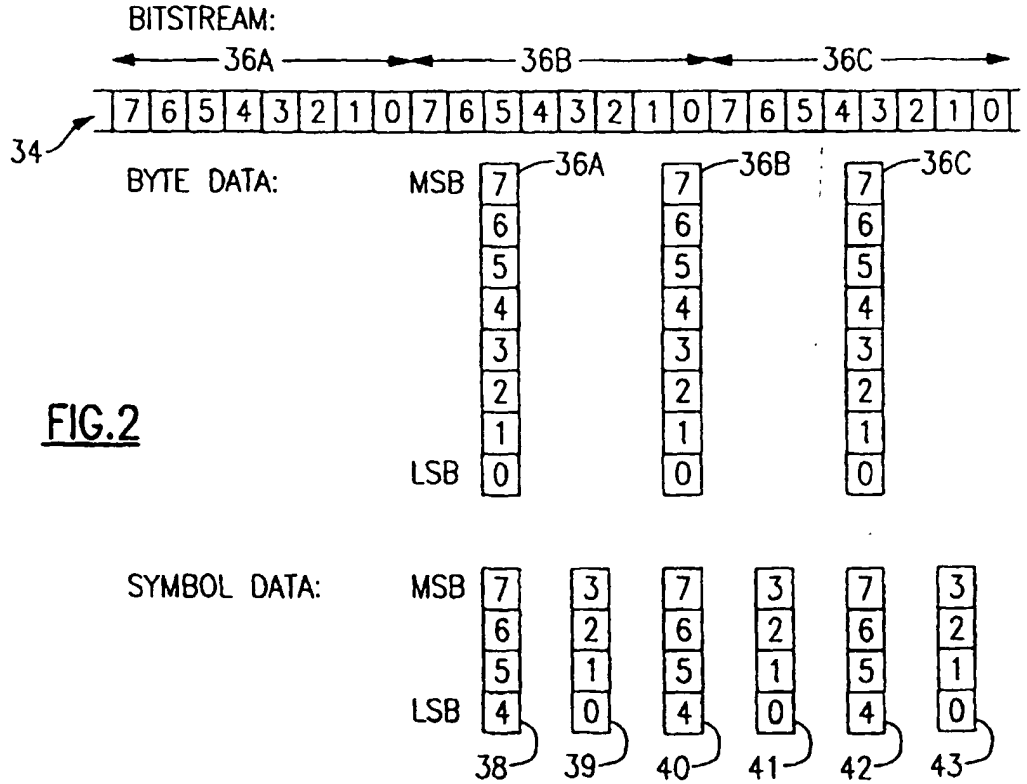 BITSTREAM:
36A 36B 36C
7 6 5 4 3 2 1 0 7 6 5 4 3 2 1 0 7 6 5 4 3 2 1 0
34
BYTE DATA: MSB 7 36A 7 36B 7 36C
6 6 6
5 5 5
4 4 4
3 3 3
2 2 2
FIG.2
1 1 1
LSB 0 0 0
SYMBOL DATA: MSB 7 3 7 3 7 3
6 2 6 2 6 2
5 1 5 1 5 1
LSB 4 0 4 0 4 0
38 39 40 41 42 43